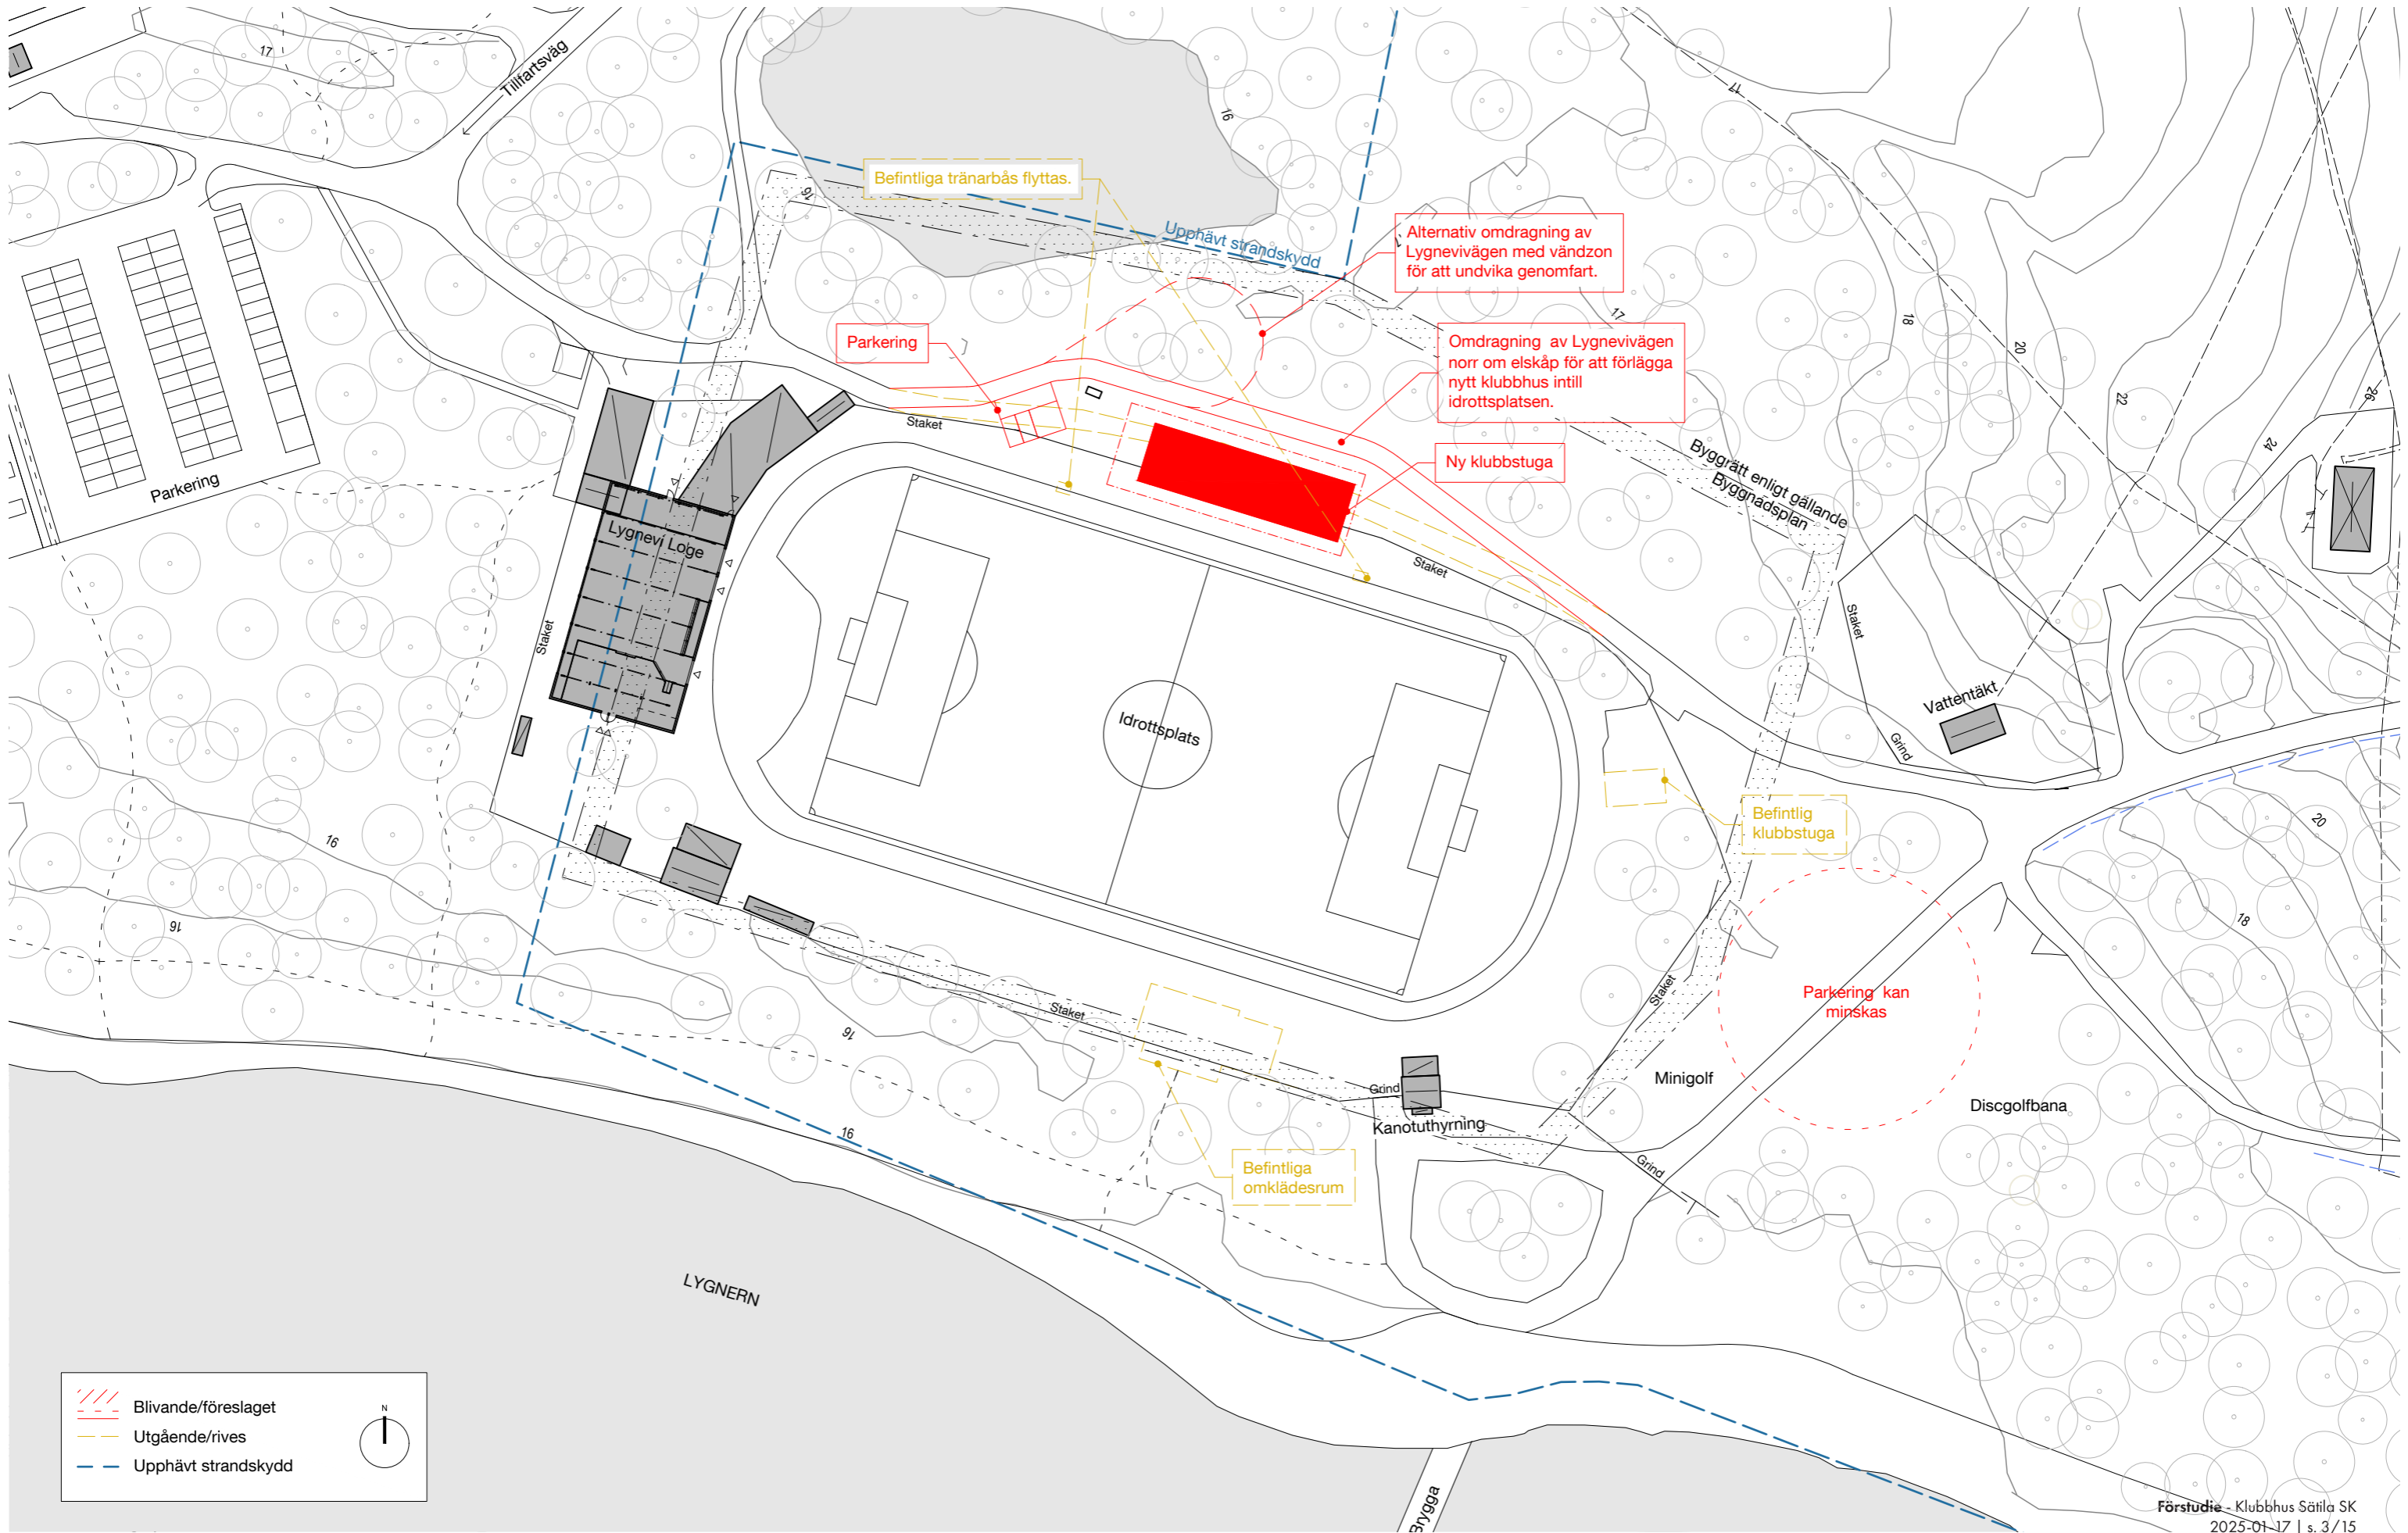 17
Tillfartsväg
16
17
Befintliga tränarbås flyttas.
16
Upphävt strandskydd
Alternativ omdragning av
Lygnevivägen med vändzon
för att undvika genomfart.
17
18
20
22
24
26
Parkering
Omdragning av Lygnevivägen
norr om elskåp för att förlägga
nytt klubbhus intill
idrottsplatsen.
Staket
Ny klubbstuga
Byggrätt enligt gällande
Byggnadsplan
Parkering
Lygnevi Loge
Staket
Staket
Staket
Idrottsplats
Vattentäkt
Grind
Befintlig
klubbstuga
20
16
16
18
Staket
Parkering kan
minskas
Staket
16
Minigolf
Grind
Discgolfbana
Kanotuthyrning
16
Befintliga
omklädesrum
Grind
LYGNERN
Blivande/föreslaget
Utgående/rives
Upphävt strandskydd
N
Brygga
Förstudie - Klubbhus Sätila SK
2025-01-17 | s. 3/15